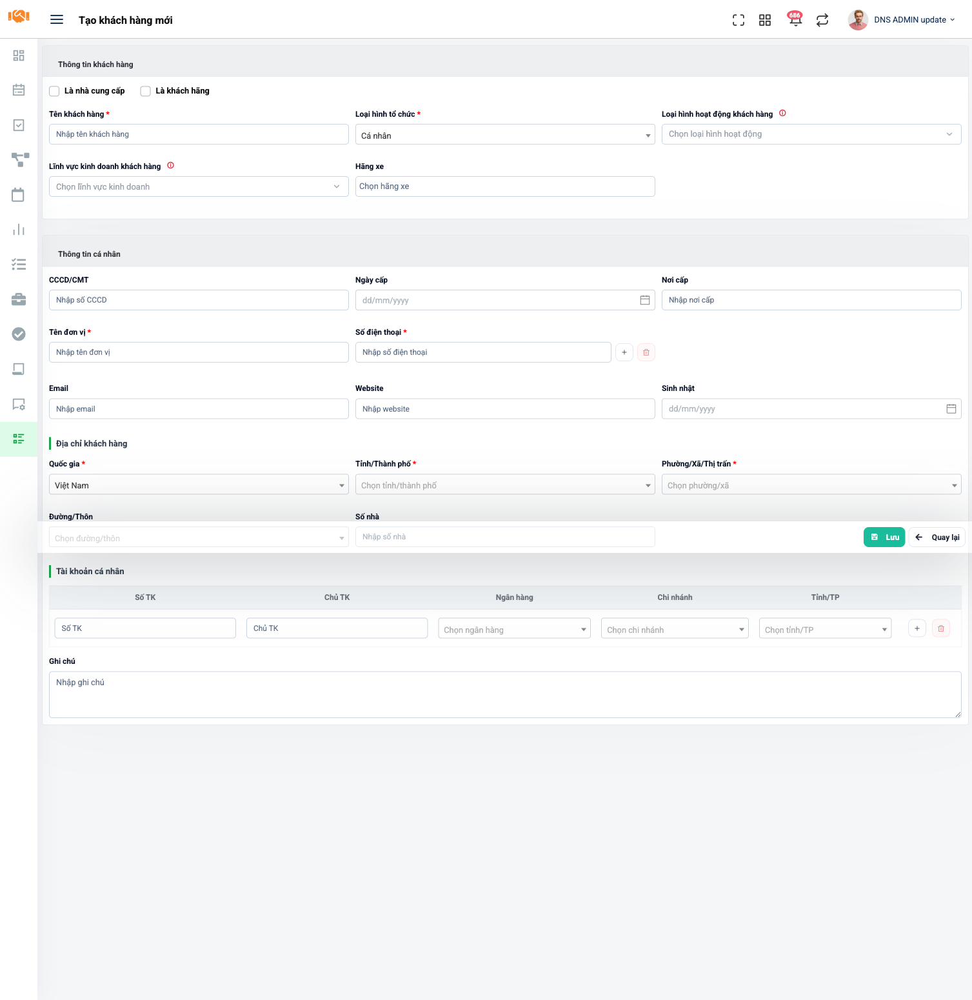 Tạo khách hàng mới
686
DNS ADMIN update
Thông tin khách hàng
Là nhà cung cấp
Là khách hãng
Tên khách hàng *
Loại hình tổ chức *
Loại hình hoạt động khách hàng
Nhập tên khách hàng
Cá nhân
Chọn loại hình hoạt động
Lĩnh vực kinh doanh khách hàng
Hãng xe
Chọn lĩnh vực kinh doanh
Chọn hãng xe
Thông tin cá nhân
CCCD/CMT
Ngày cấp
Nơi cấp
Nhập số CCCD
dd/mm/yyyy
Nhập nơi cấp
Tên đơn vị *
Số điện thoại *
Nhập tên đơn vị
Nhập số điện thoại
Email
Website
Sinh nhật
Nhập email
Nhập website
dd/mm/yyyy
Địa chỉ khách hàng
Quốc gia *
Tỉnh/Thành phố *
Phường/Xã/Thị trấn *
Việt Nam
Chọn tỉnh/thành phố
Chọn phường/xã
Đường/Thôn
Số nhà
Chọn đường/thôn
Nhập số nhà
Lưu
Quay lại
Tài khoản cá nhân
Số TK
Chủ TK
Ngân hàng
Chi nhánh
Tỉnh/TP
Số TK
Chủ TK
Chọn ngân hàng
Chọn chi nhánh
Chọn tỉnh/TP
Ghi chú
Nhập ghi chú